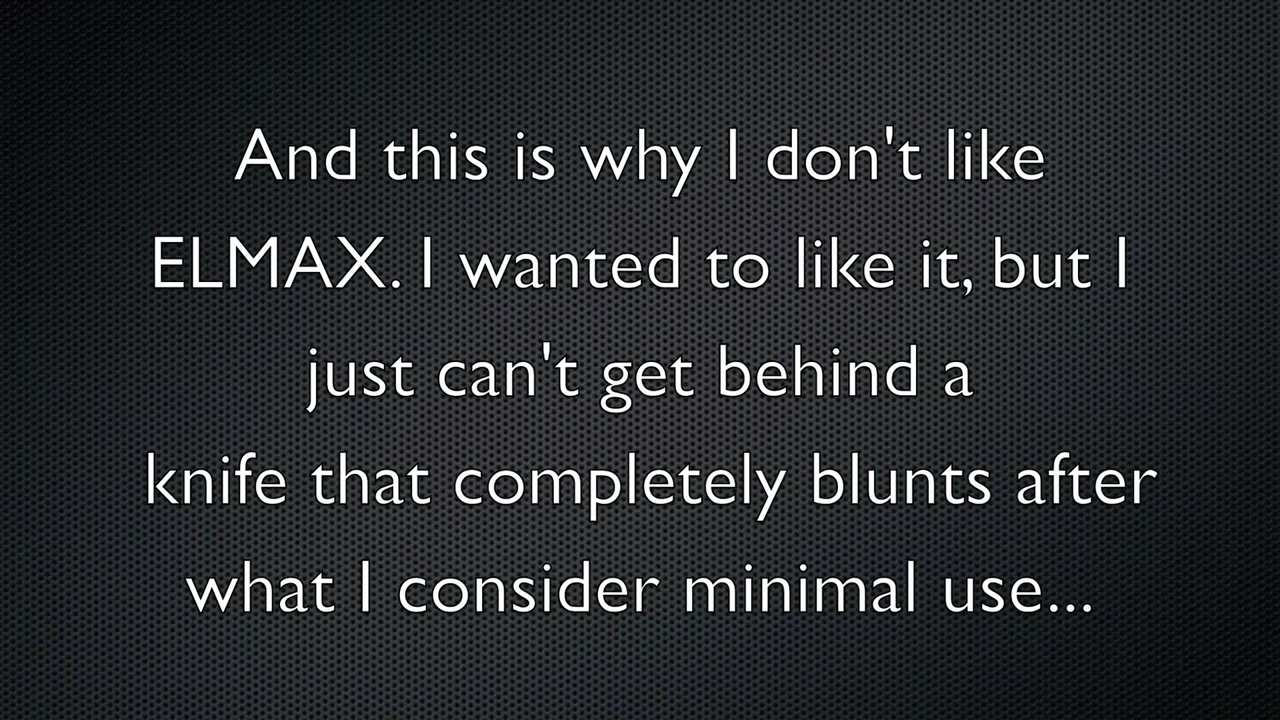 And this is why I don't like
ELMAX. I wanted to like it, but I
just can't get behind a
knife that completely blunts after
what I consider minimal use...